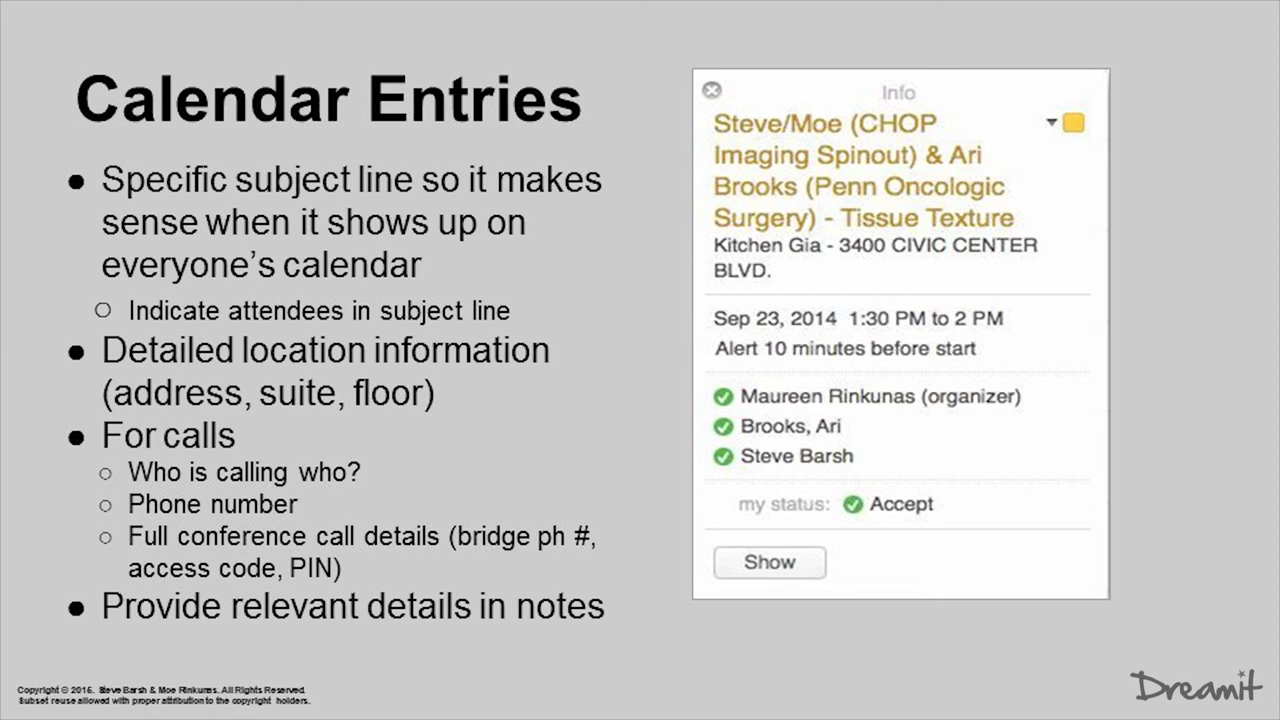 Calendar Entries
● Specific subject line so it makes
sense when it shows up on
everyone's calendar
○ Indicate attendees in subject line
● Detailed location information
(address, suite, floor)
● For calls
○ Who is calling who?
○ Phone number
○ Full conference call details (bridge ph #,
access code, PIN)
● Provide relevant details in notes
Info
Steve/Moe (CHOP
Imaging Spinout) & Ari
Brooks (Penn Oncologic
Surgery) - Tissue Texture
Kitchen Gia - 3400 CIVIC CENTER
BLVD.
Sep 23, 2014 1:30 PM to 2 PM
Alert 10 minutes before start
Maureen Rinkunas (organizer)
Brooks, Ari
Steve Barsh
my status: Accept
Show
Copyright © 2015. Steve Barsh & Moe Rinkunas. All Rights Reserved.
Subset reuse allowed with proper attribution to the copyright holders.
Dreamit